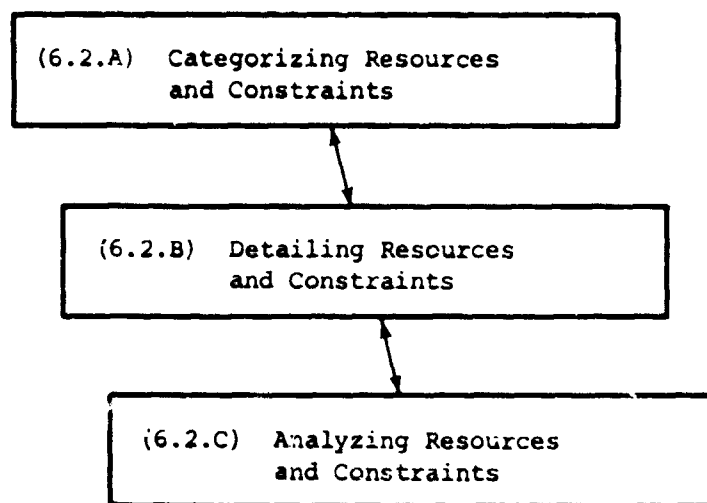 (6.2.A) Categorizing Resources
and Constraints
(6.2.B) Detailing Resources
and Constraints
(6.2.C) Analyzing Resources
and Constraints